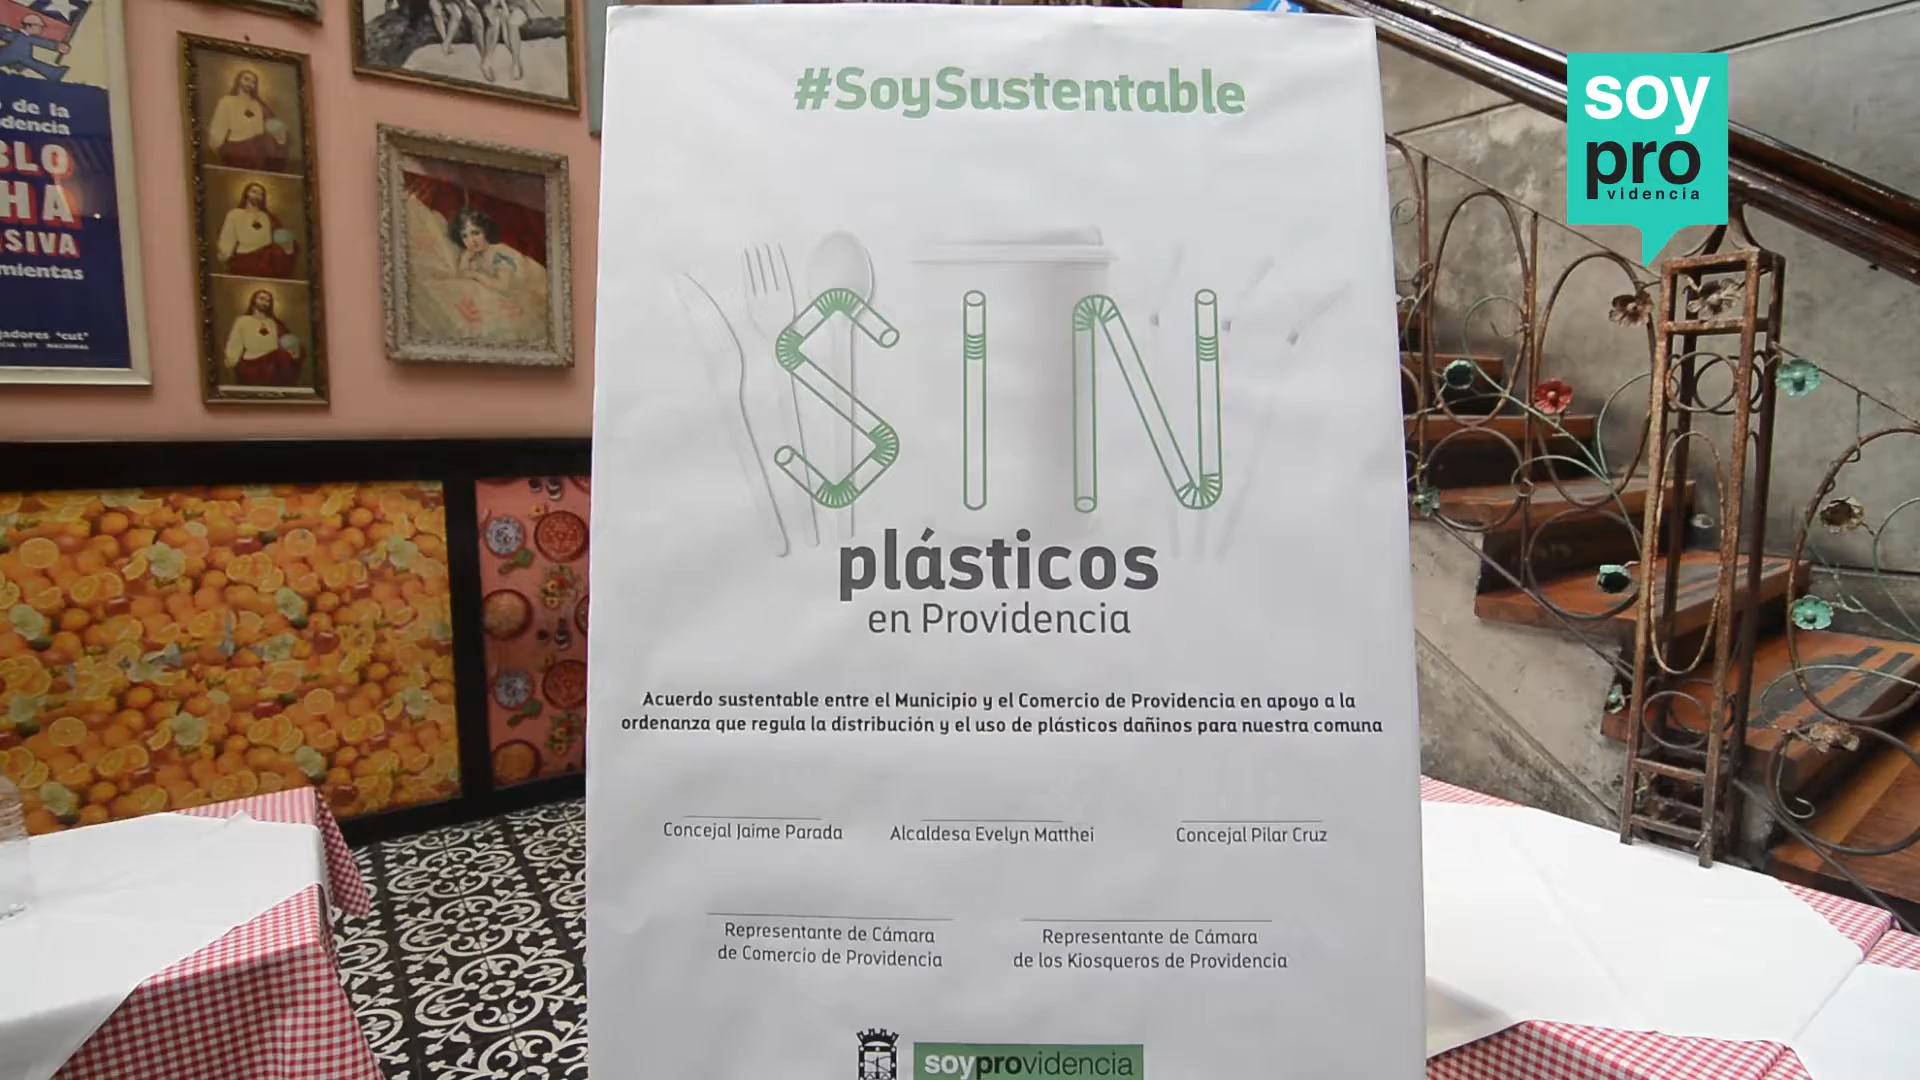 #SoySustentable
SIN
plásticos
en Providencia
Acuerdo sustentable entre el Municipio y el Comercio de Providencia en apoyo a la
ordenanza que regula la distribución y el uso de plásticos dañinos para nuestra comuna
Concejal Jaime Parada
Alcaldesa Evelyn Matthei
Concejal Pilar Cruz
Representante de Cámara
de Comercio de Providencia
Representante de Cámara
de los Kiosqueros de Providencia
soyprovidencia
soy
pro
videncia
de la
dencia
BLO
HA
SIVA
mientas
jadores "cut"